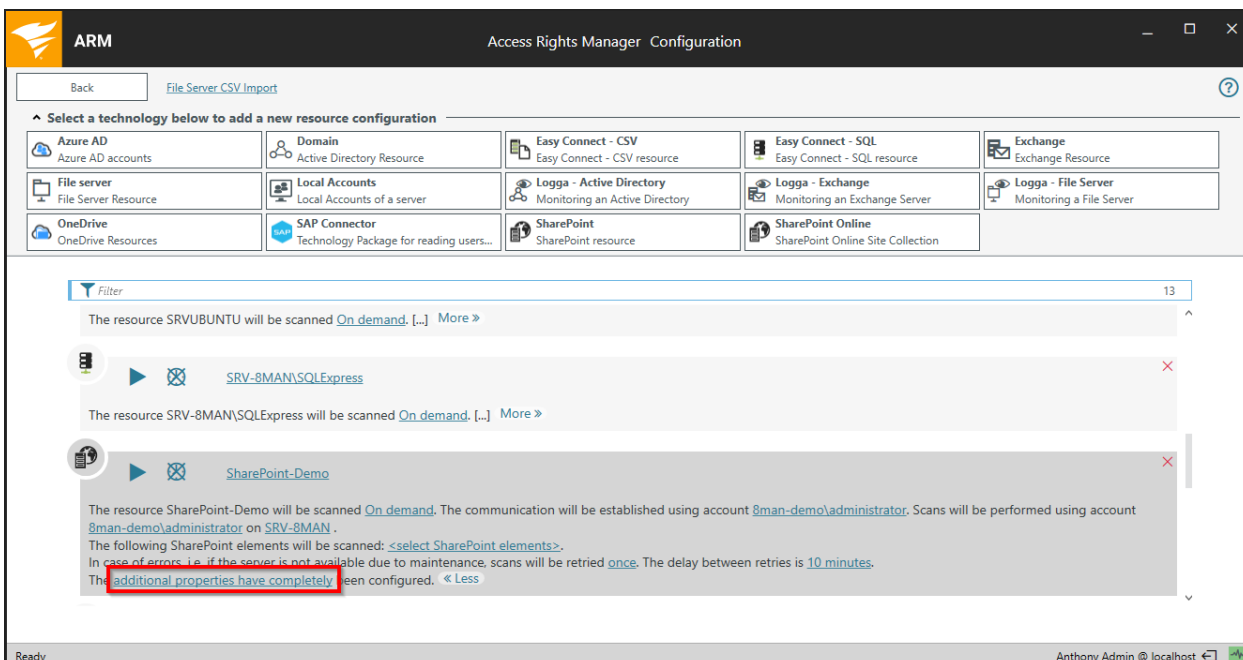 ARM
Access Rights Manager Configuration
Back
File Server CSV Import
Select a technology below to add a new resource configuration
Azure AD
Azure AD accounts
Domain
Active Directory Resource
Easy Connect - CSV
Easy Connect - CSV resource
Easy Connect - SQL
Easy Connect - SQL resource
Exchange
Exchange Resource
File server
File Server Resource
Local Accounts
Local Accounts of a server
Logga - Active Directory
Monitoring an Active Directory
Logga - Exchange
Monitoring an Exchange Server
Logga - File Server
Monitoring a File Server
OneDrive
OneDrive Resources
SAP
SAP Connector
Technology Package for reading users...
SharePoint
SharePoint resource
SharePoint Online
SharePoint Online Site Collection
Filter
13
The resource SRVUBUNTU will be scanned On demand. [...] More »
SRV-8MAN\SQLExpress
The resource SRV-8MAN\SQLExpress will be scanned On demand. [...] More »
SharePoint-Demo
The resource SharePoint-Demo will be scanned On demand. The communication will be established using account 8man-demo\administrator. Scans will be performed using account
8man-demo\administrator on SRV-8MAN .
The following SharePoint elements will be scanned: <select SharePoint elements>.
In case of errors, i.e. if the server is not available due to maintenance, scans will be retried once. The delay between retries is 10 minutes.
The additional properties have completely been configured. « Less
Ready
Anthony Admin @ localhost